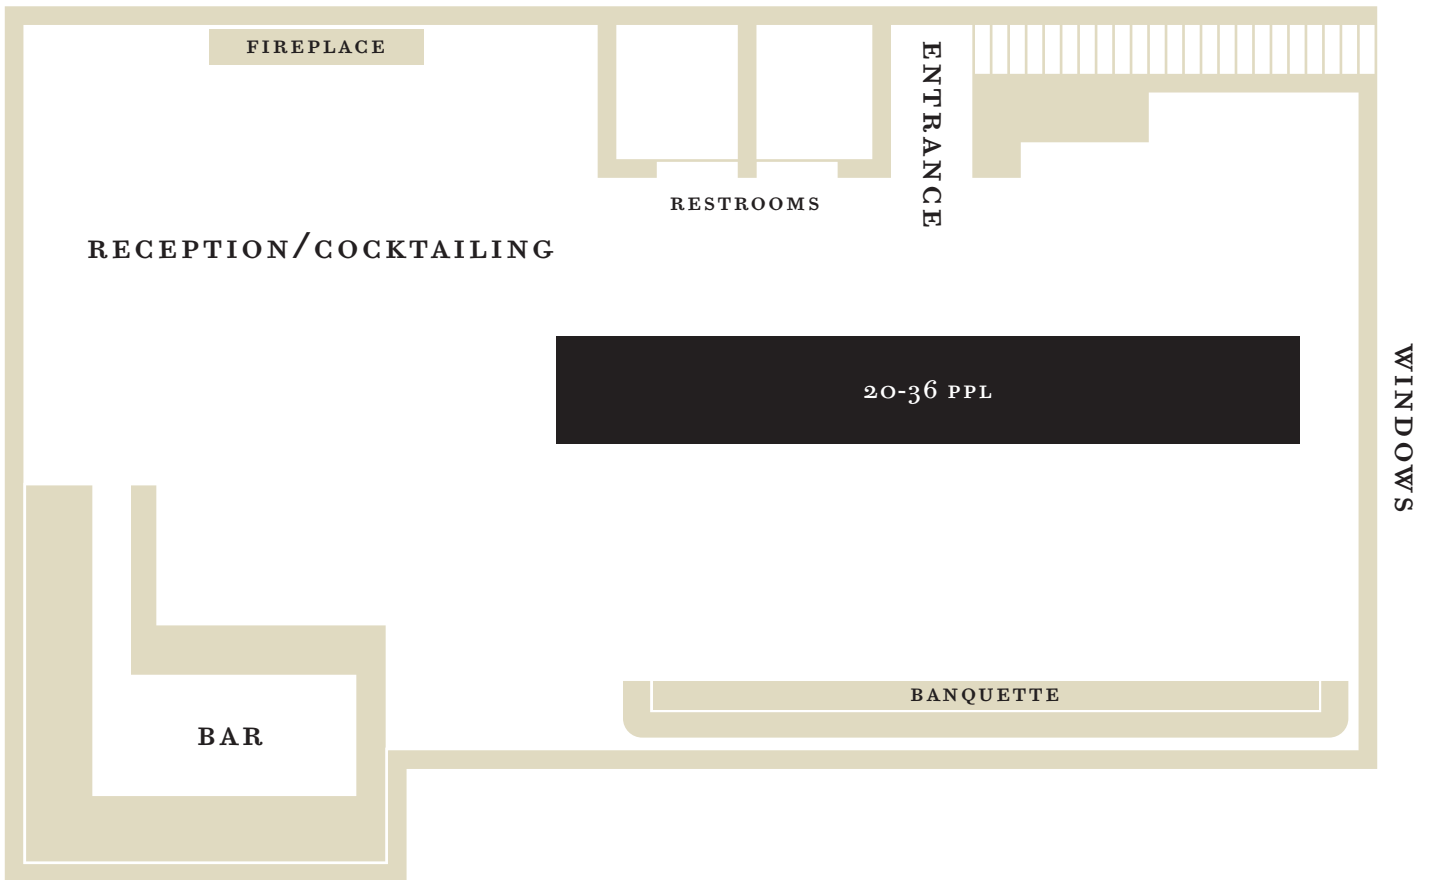 FIREPLACE
ENTRANCE
RESTROOMS
RECEPTION/COCKTAILING
20-36 PPL
WINDOWS
BANQUETTE
BAR